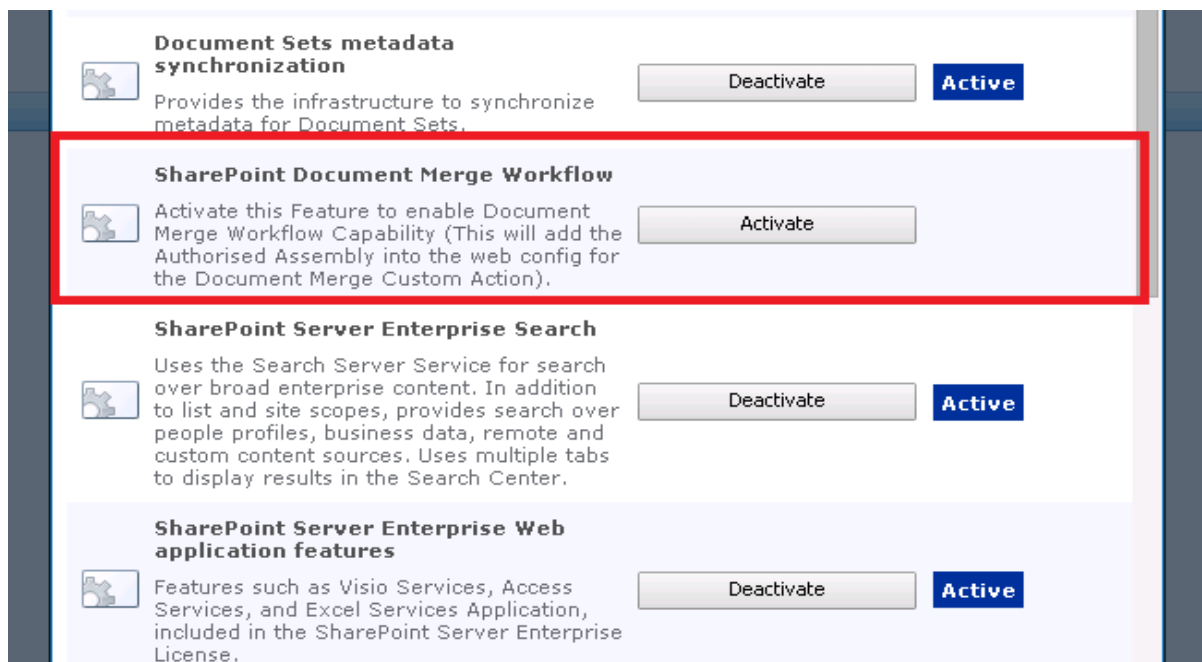 Document Sets metadata
synchronization
Provides the infrastructure to synchronize
metadata for Document Sets.
Deactivate
Active
SharePoint Document Merge Workflow
Activate this Feature to enable Document
Merge Workflow Capability (This will add the
Authorised Assembly into the web config for
the Document Merge Custom Action).
Activate
SharePoint Server Enterprise Search
Uses the Search Server Service for search
over broad enterprise content. In addition
to list and site scopes, provides search over
people profiles, business data, remote and
custom content sources. Uses multiple tabs
to display results in the Search Center.
Deactivate
Active
SharePoint Server Enterprise Web
application features
Features such as Visio Services, Access
Services, and Excel Services Application,
included in the SharePoint Server Enterprise
License.
Deactivate
Active